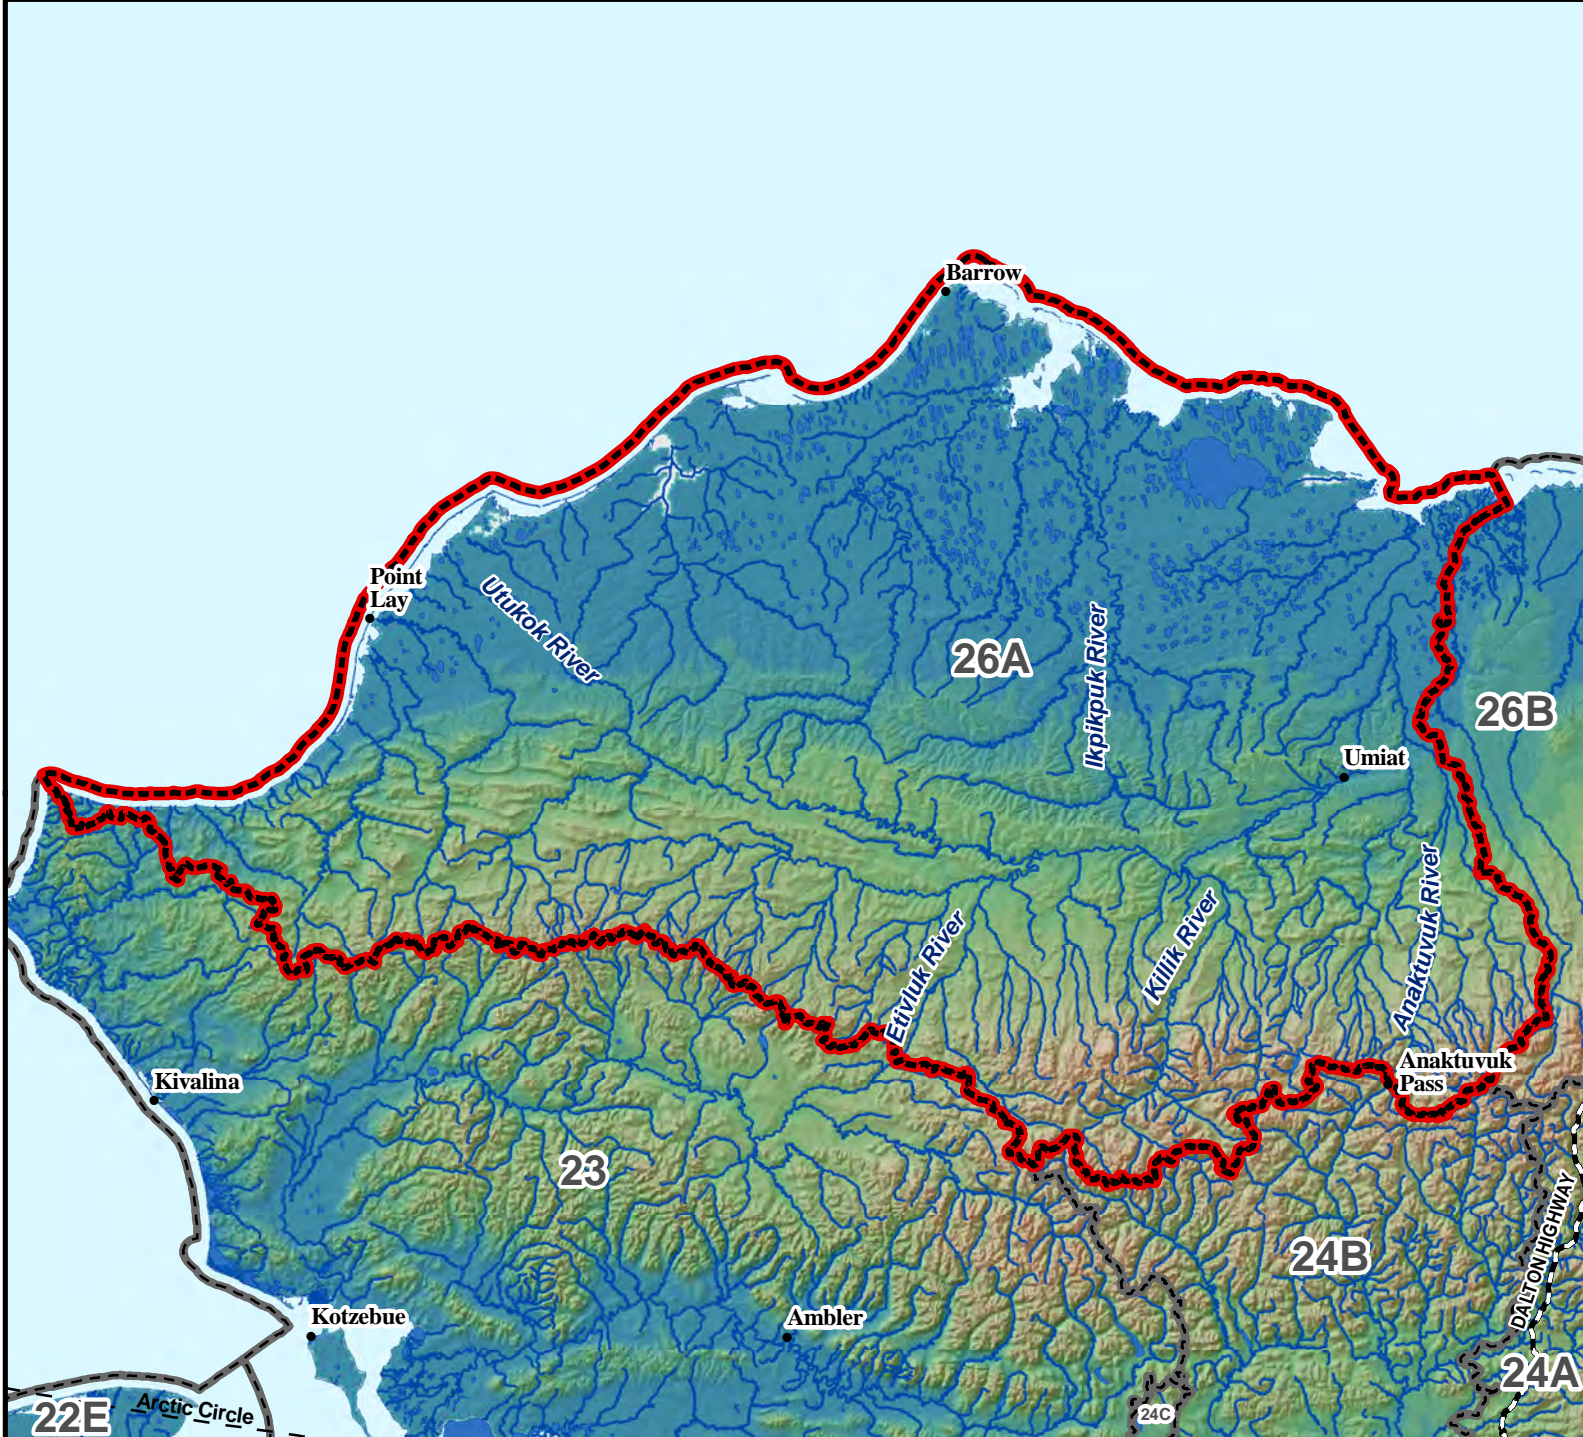 Barrow
Point
Lay
Utukok River
26A
Ikpikpuk River
26B
Umiat
Etivluk River
Killik River
Anaktuvuk River
Anaktuvuk
Pass
Kivalina
23
24B
DALTON HIGHWAY
Kotzebue
Ambler
24A
22E
Arctic Circle
24C